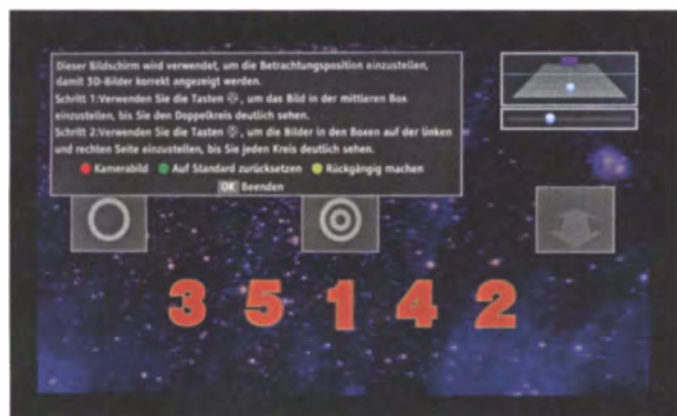 Dieser Bildschirm wird verwendet, um die Betrachtungsposition einzustellen,
damit 3D-Bilder korrekt angezeigt werden.
Schritt 1:Verwenden Sie die Tasten , um das Bild in der mittleren Box
einzustellen, bis Sie den Doppelkreis deutlich sehen.
Schritt 2:Verwenden Sie die Tasten , um die Bilder in den Boxen auf der linken
und rechten Seite einzustellen, bis Sie jeden Kreis deutlich sehen.
Kamerabild Auf Standard zurücksetzen Rückgängig machen
OK Beenden
3 5 1 4 2